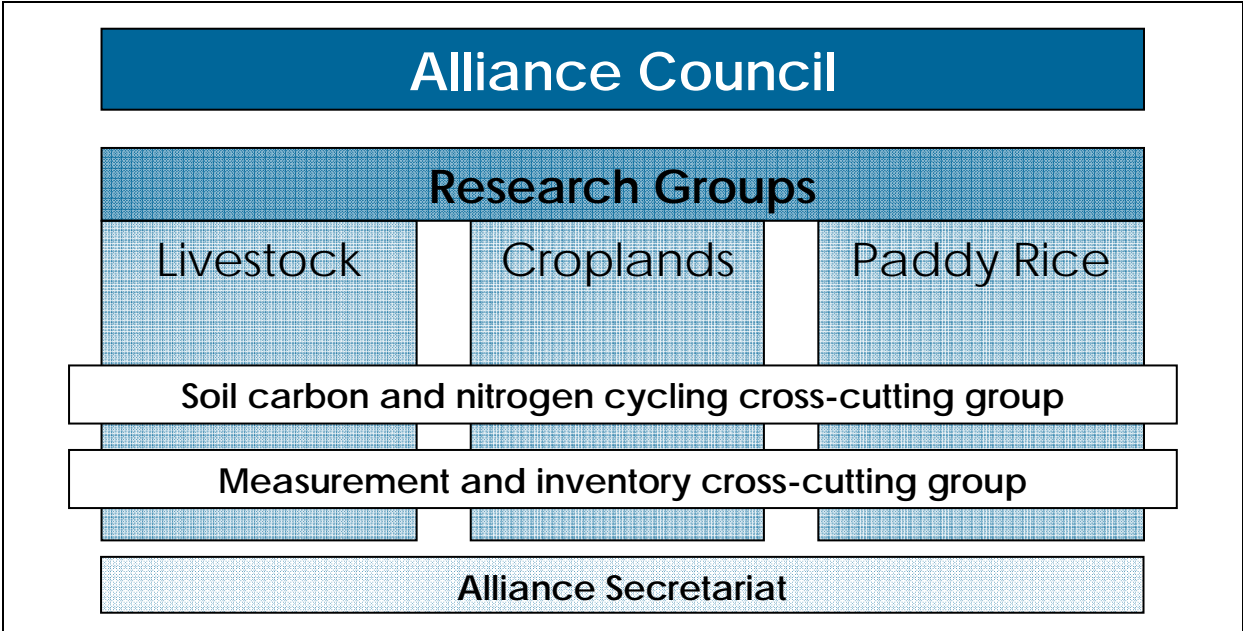 Alliance Council
Research Groups
Livestock
Croplands
Paddy Rice
Soil carbon and nitrogen cycling cross-cutting group
Measurement and inventory cross-cutting group
Alliance Secretariat